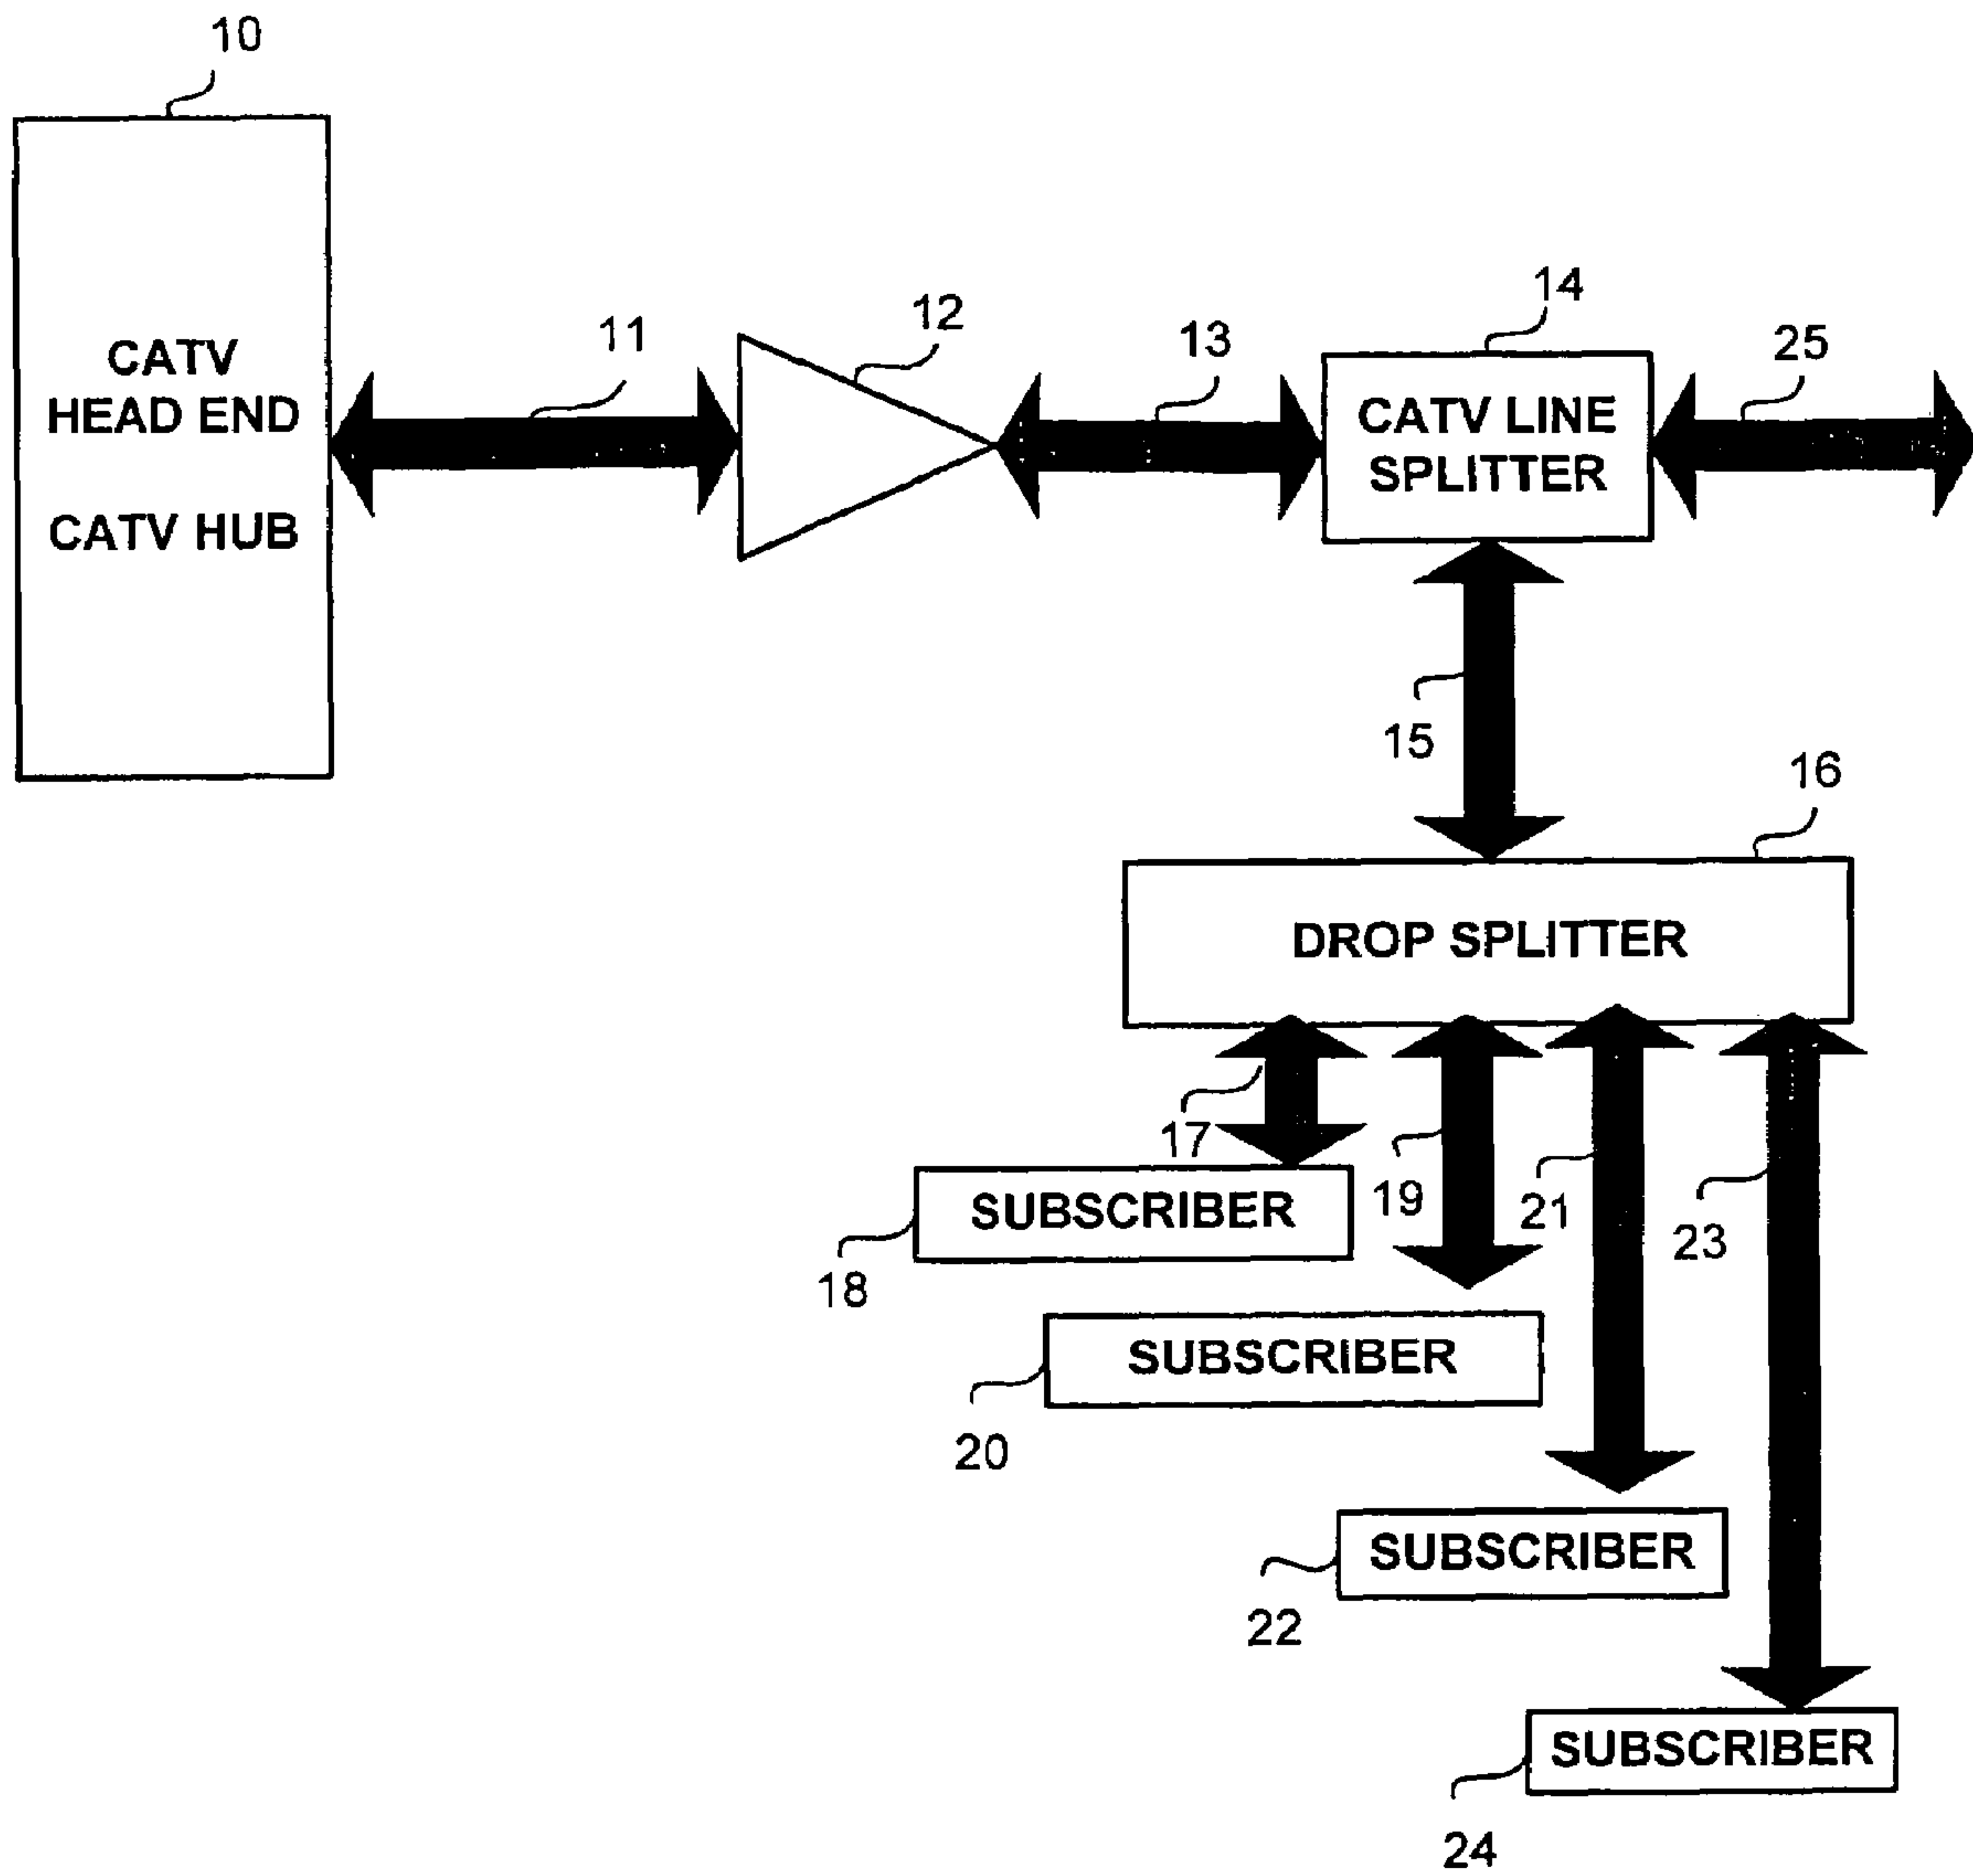 10
CATV
HEAD END
CATV HUB
11
12
13
14
CATV LINE
SPLITTER
25
15
16
DROP SPLITTER
17
SUBSCRIBER
18
19
SUBSCRIBER
20
21
SUBSCRIBER
22
23
SUBSCRIBER
24